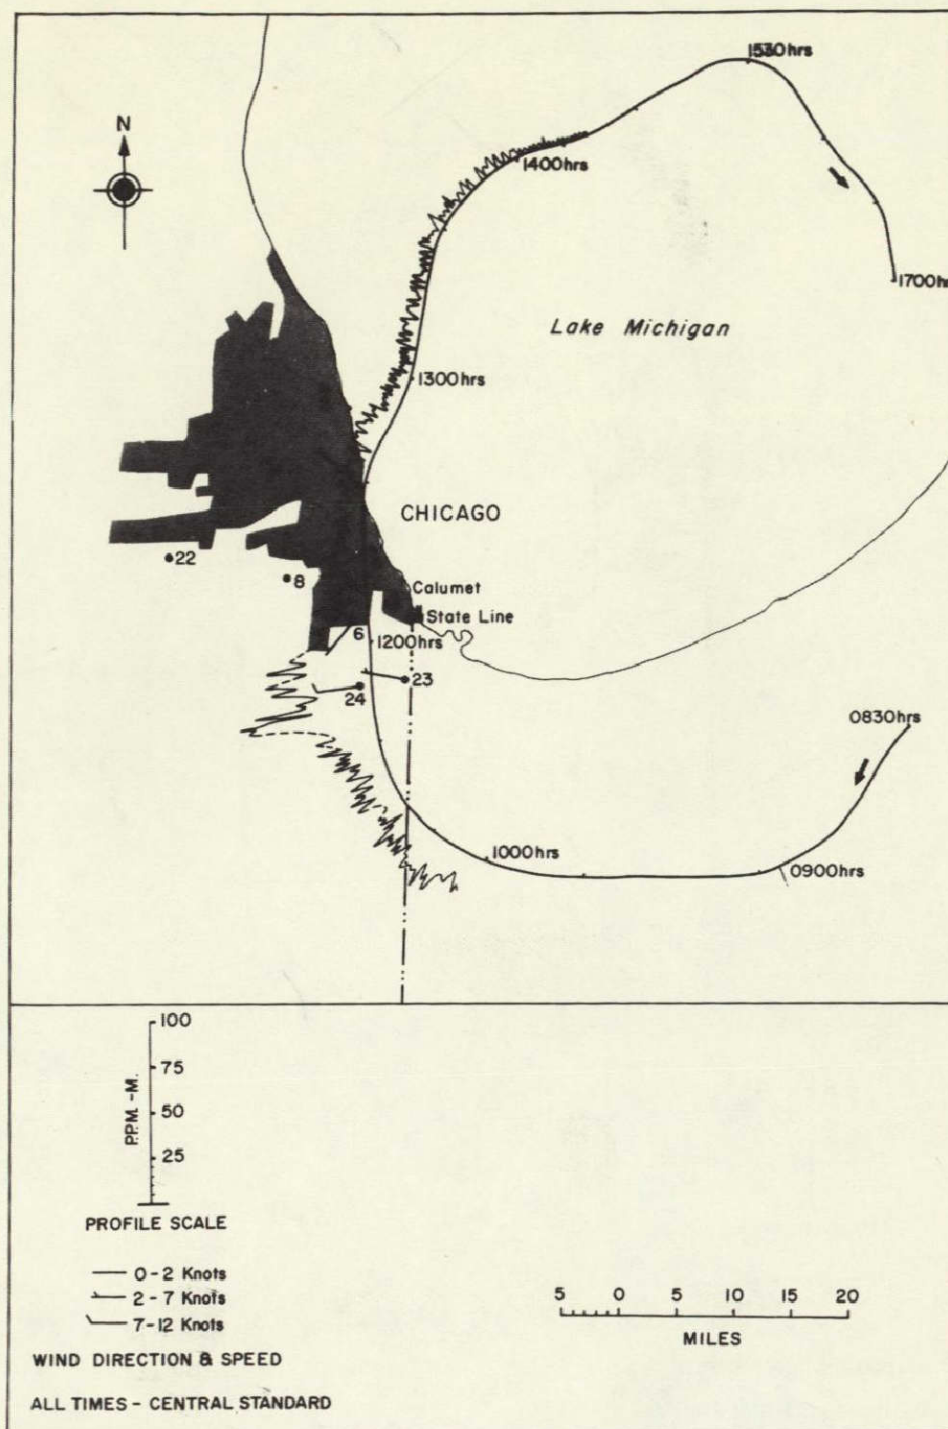 1530hrs
N
1400hrs
1700hr
Lake Michigan
1300hrs
CHICAGO
22
8
Calumet
State Line
6
1200hrs
23
24
0830hrs
1000hrs
0900hrs
100
75
50
25
P.P.M. -M.
PROFILE SCALE
0-2 Knots
2-7 Knots
7-12 Knots
WIND DIRECTION & SPEED
ALL TIMES - CENTRAL STANDARD
5 0 5 10 15 20
MILES